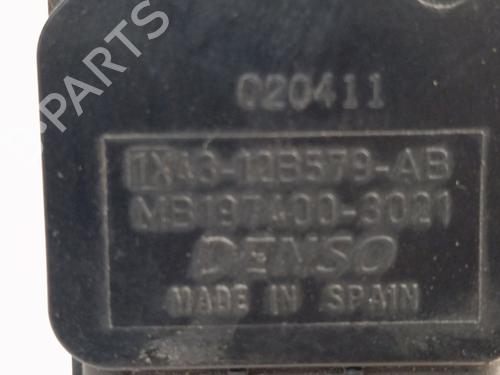 PARTS
020411
1X43-12B579-AB
MB197400-3021
DENSO
MADE IN SPAIN